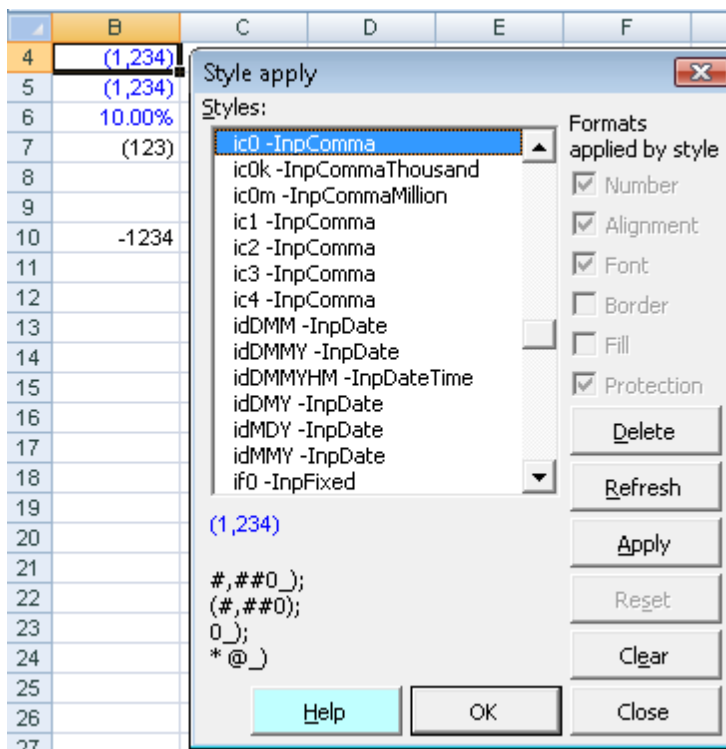 B C D E F
4 (1,234)
5 (1,234)
6 10.00%
7 (123)
8
9
10 -1234
11
12
13
14
15
16
17
18
19
20
21
22
23
24
25
26
27
Style apply
Styles:
ic0 -InpComma
ic0k -InpCommaThousand
ic0m -InpCommaMillion
ic1 -InpComma
ic2 -InpComma
ic3 -InpComma
ic4 -InpComma
idDMM -InpDate
idDMMY -InpDate
idDMMYHM -InpDateTime
idDMY -InpDate
idMDY -InpDate
idMMY -InpDate
if0 -InpFixed
Formats
applied by style
Number
Alignment
Font
Border
Fill
Protection
Delete
Refresh
Apply
Reset
Clear
Close
(1,234)
#,##0_);
(#,##0);
0_);
* @_)
Help
OK